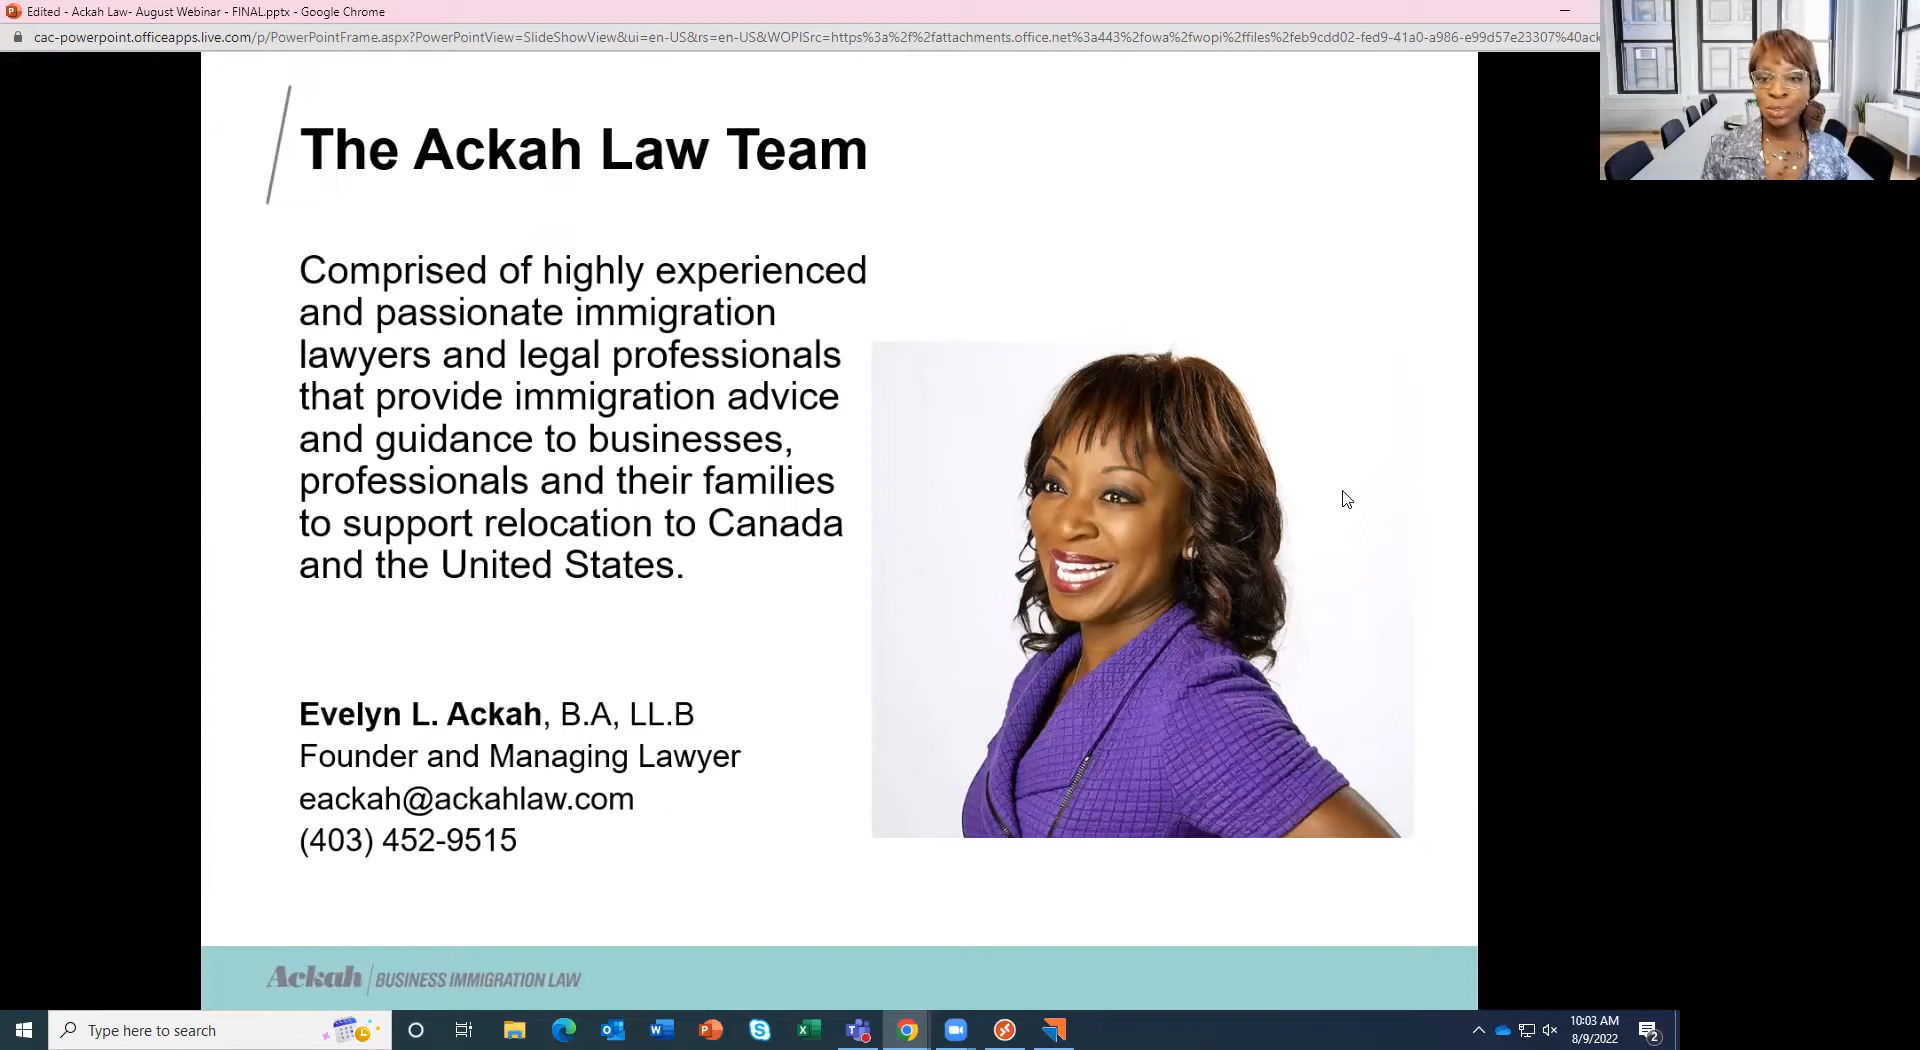 Edited - Ackah Law- August Webinar - FINAL.pptx - Google Chrome
cac-powerpoint.officeapps.live.com/p/PowerPointFrame.aspx?PowerPointView=SlideShowView&ui=en-US&rs=en-US&WOPISrc=https%3a%2f%2fattachments.office.net%3a443%2fowa%2fwopi%2ffiles%2feb9cdd02-fed9-41a0-a986-e99d57e23307%40ack
The Ackah Law Team
Comprised of highly experienced
and passionate immigration
lawyers and legal professionals
that provide immigration advice
and guidance to businesses,
professionals and their families
to support relocation to Canada
and the United States.
Evelyn L. Ackah, B.A, LL.B
Founder and Managing Lawyer
eackah@ackahlaw.com
(403) 452-9515
Ackah BUSINESS IMMIGRATION LAW
Type here to search
10:03 AM
8/9/2022
2